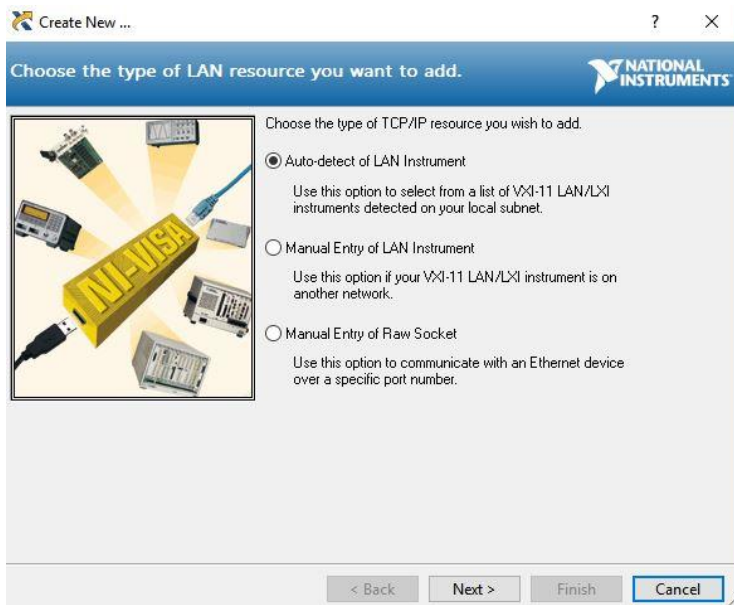 Create New ...
Choose the type of LAN resource you want to add.
NATIONAL
INSTRUMENTS
Choose the type of TCP/IP resource you wish to add.
Auto-detect of LAN Instrument
Use this option to select from a list of VXI-11 LAN/LXI
instruments detected on your local subnet.
Manual Entry of LAN Instrument
Use this option if your VXI-11 LAN/LXI instrument is on
another network.
Manual Entry of Raw Socket
Use this option to communicate with an Ethernet device
over a specific port number.
NI-VISA
< Back
Next >
Finish
Cancel